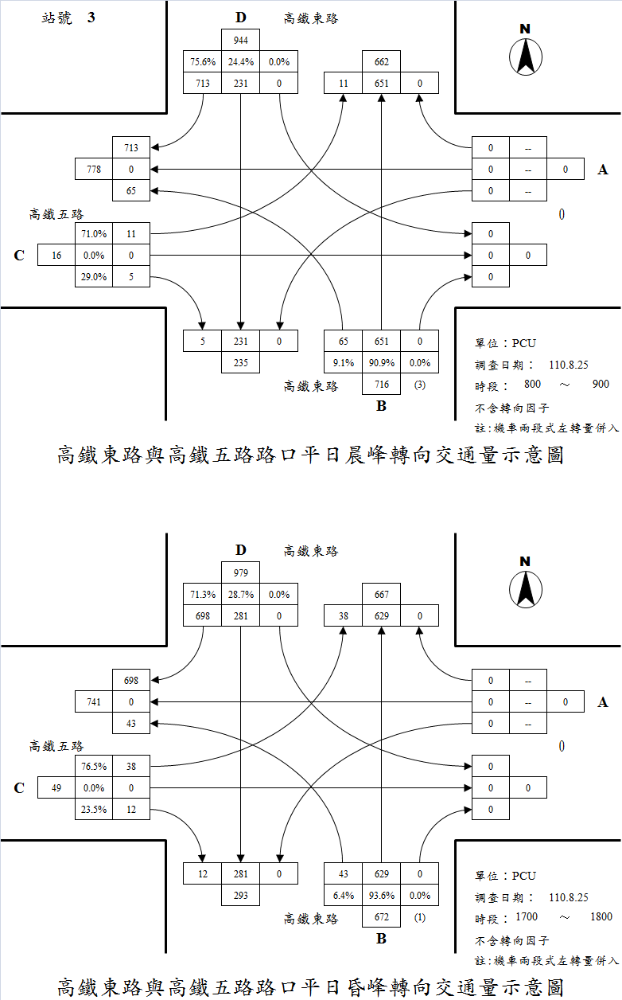 站號 3
D 高鐵東路
N
944
75.6% 24.4% 0.0%
713 231 0
662
11 651 0
713
778 0
65
0 --
0 -- 0
0 --
A
()
高鐵五路
71.0% 11
C 16 0.0% 0
29.0% 5
0
0 0
0
5 231 0
235
65 651 0
9.1% 90.9% 0.0%
高鐵東路 716 (3)
B
單位：PCU
調查日期： 110.8.25
時段： 800 ～ 900
不含轉向因子
註:機車兩段式左轉量併入
高鐵東路與高鐵五路路口平日晨峰轉向交通量示意圖
D 高鐵東路
N
979
71.3% 28.7% 0.0%
698 281 0
667
38 629 0
698
741 0
43
0 --
0 -- 0
0 --
A
()
高鐵五路
76.5% 38
C 49 0.0% 0
23.5% 12
0
0 0
0
12 281 0
293
43 629 0
6.4% 93.6% 0.0%
高鐵東路 672 (1)
B
單位：PCU
調查日期： 110.8.25
時段： 1700 ～ 1800
不含轉向因子
註:機車兩段式左轉量併入
高鐵東路與高鐵五路路口平日昏峰轉向交通量示意圖